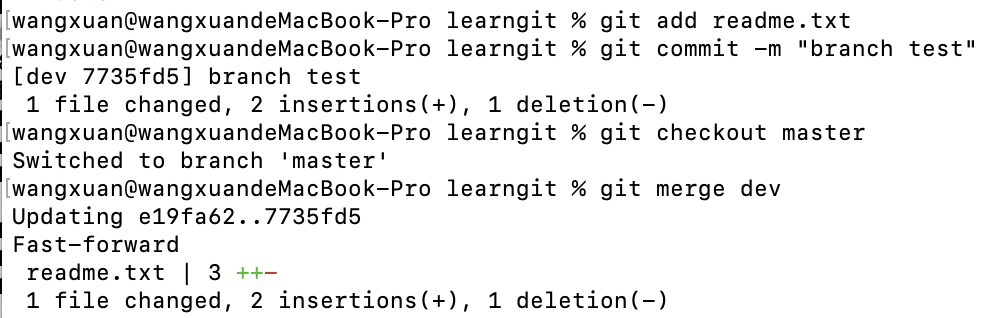 [wangxuan@wangxuandeMacBook-Pro learngit % git add readme.txt
[wangxuan@wangxuandeMacBook-Pro learngit % git commit -m "branch test"
[dev 7735fd5] branch test
 1 file changed, 2 insertions(+), 1 deletion(-)
[wangxuan@wangxuandeMacBook-Pro learngit % git checkout master
Switched to branch 'master'
[wangxuan@wangxuandeMacBook-Pro learngit % git merge dev
Updating e19fa62..7735fd5
Fast-forward
 readme.txt | 3 ++-
 1 file changed, 2 insertions(+), 1 deletion(-)